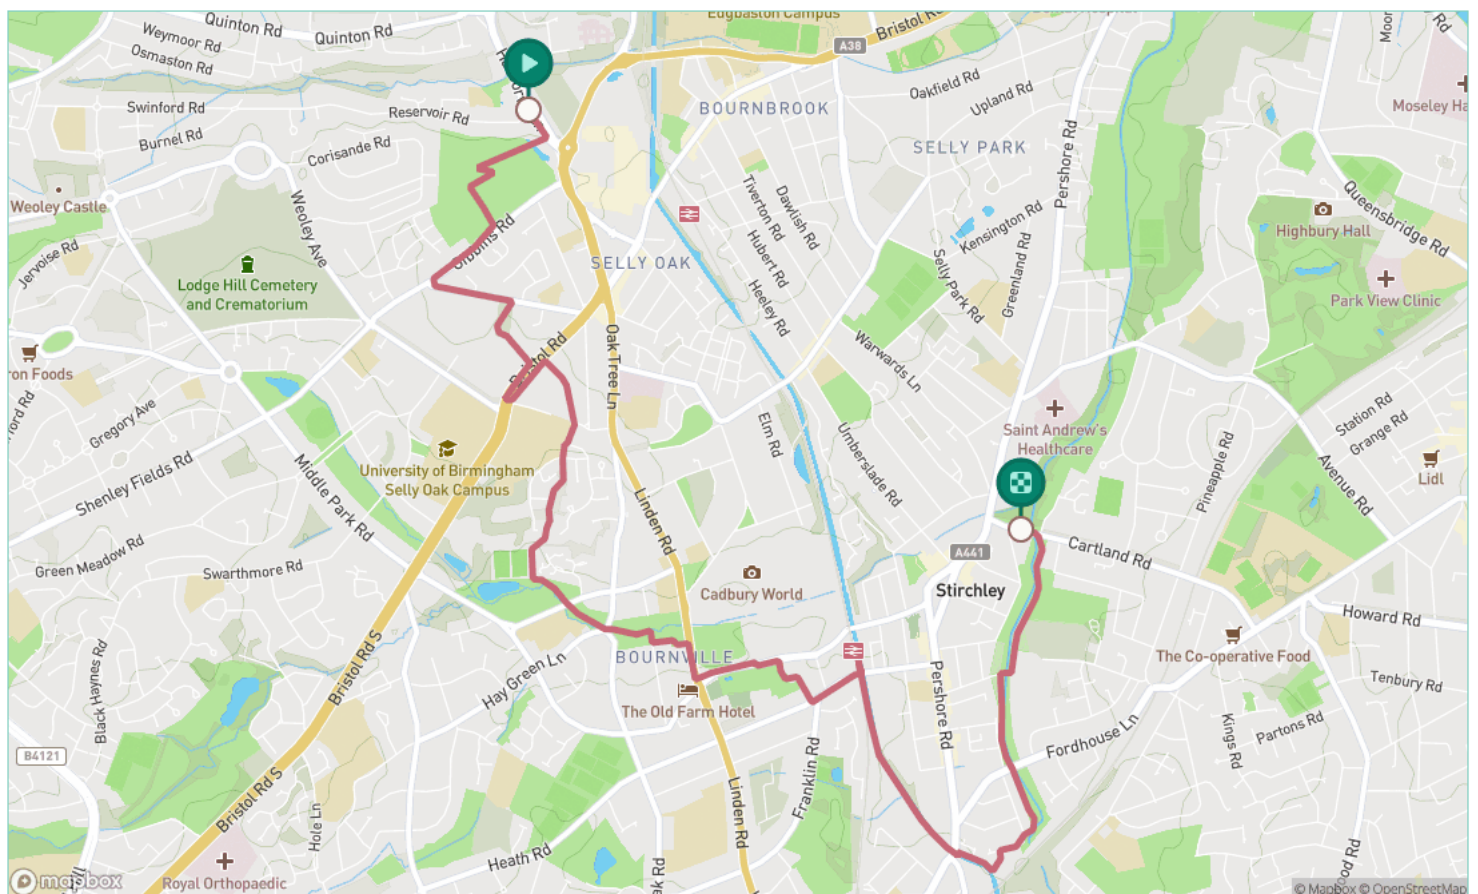 Quinton Rd
Quinton Rd
Edgbaston Campus
Bristol
Weymoor Rd
Osmaston Rd
A38
Swinford Rd
Reservoir Rd
BOURNBROOK
Oakfield Rd
Upland Rd
Moseley
Burnel Rd
Corisande Rd
SELLY PARK
Pershore Rd
Weoley Castle
Weoley Ave
Tiverton Rd
Dawlish Rd
Queensbridge Rd
Highbury Hall
Jervoise Rd
Gibbins Rd
Hubert Rd
Kensington Rd
SELLY OAK
Selly Park Rd
Greenland Rd
Lodge Hill Cemetery
and Crematorium
Heeley Rd
Park View Clinic
Bristol Rd
Oak Tree Ln
Warwards Ln
ron Foods
Gregory Ave
Elm Rd
Umberslade Rd
Saint Andrew's
Healthcare
Station Rd
Grange Rd
Shenley Fields Rd
Middle Park Rd
University of Birmingham
Selly Oak Campus
Pineapple Rd
Avenue Rd
Lidl
Linden Rd
Green Meadow Rd
Swarthmore Rd
A441
Cartland Rd
Cadbury World
Stirchley
Howard Rd
Black Haynes Rd
Bristol Rd S
Hay Green Ln
BOURNVILLE
The Co-operative Food
Pershore Rd
Tenbury Rd
The Old Farm Hotel
Kings Rd
Partons Rd
Fordhouse Ln
B4121
Franklin Rd
Bristol Rd S
Hole Ln
Linden Rd
Heath Rd
Royal Orthopaedic
mapbox
© Mapbox © OpenStreetMap